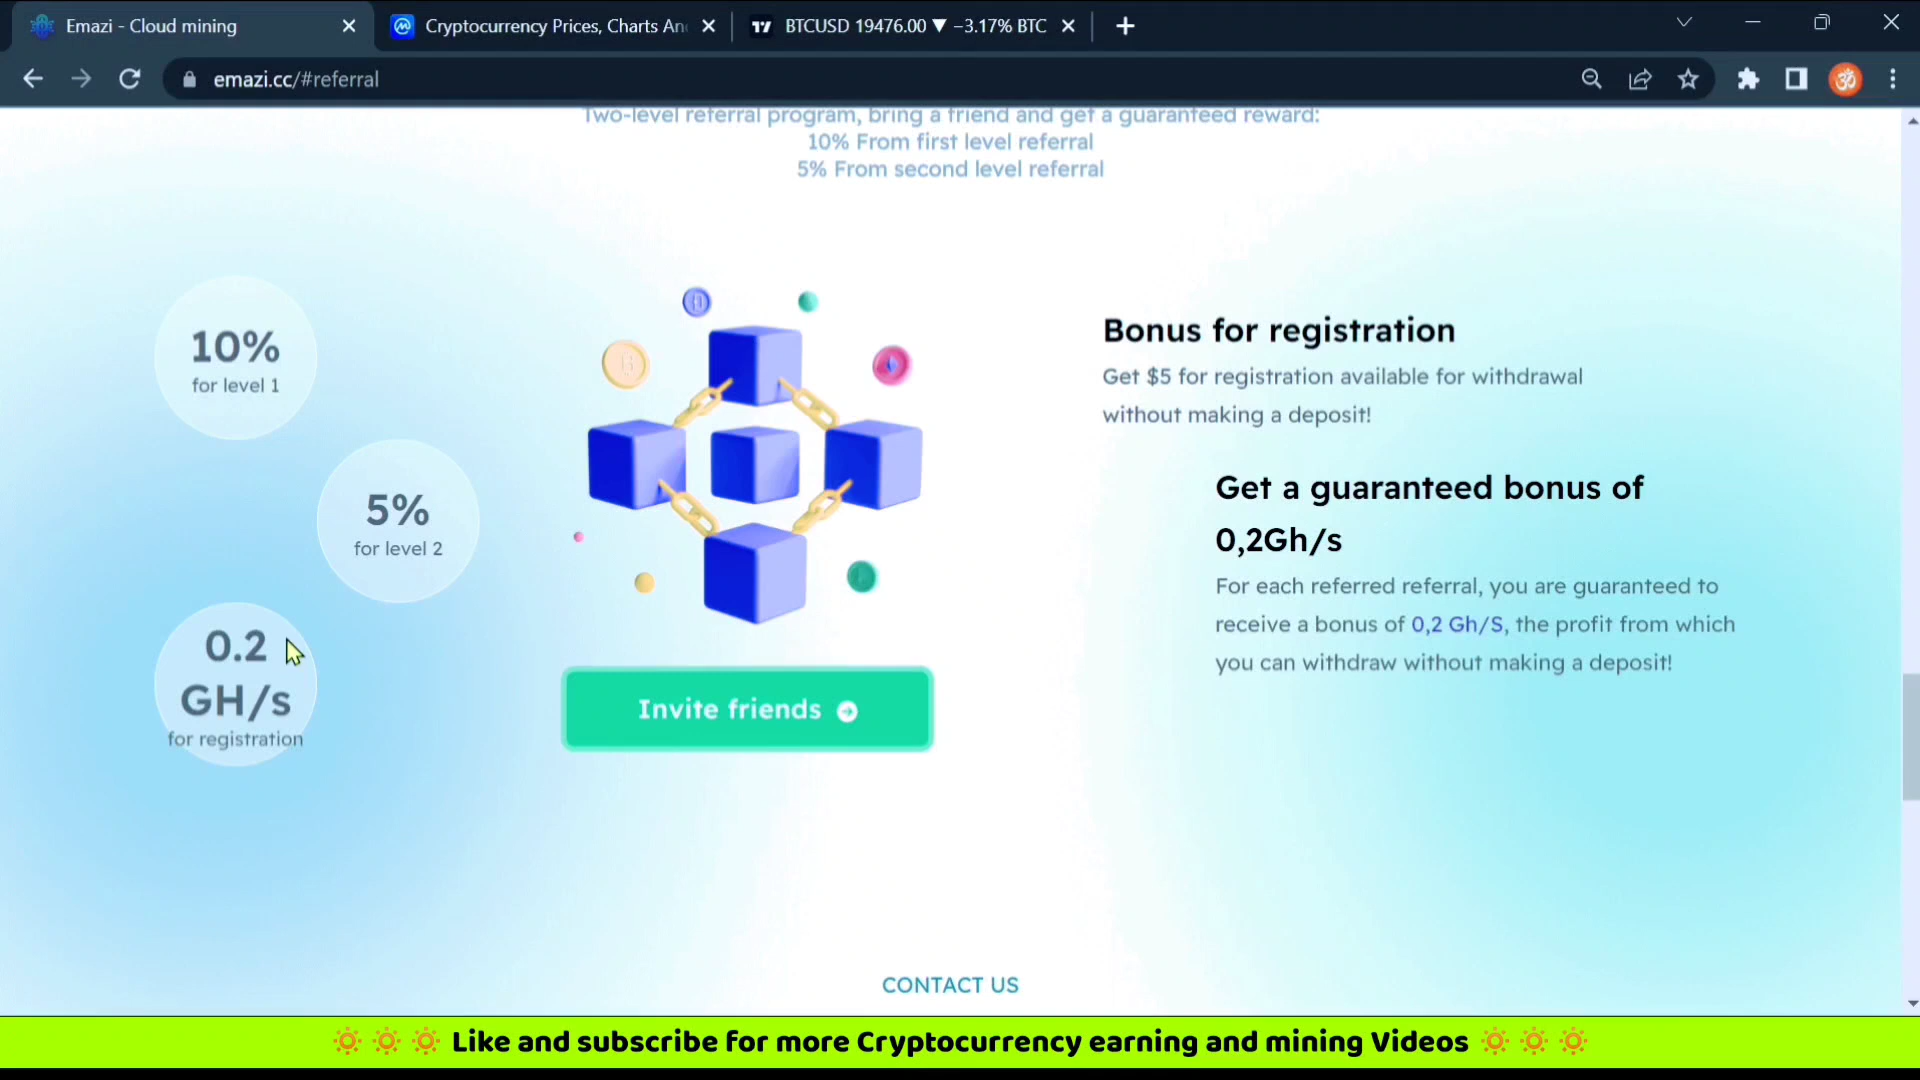 Emazi - Cloud mining
Cryptocurrency Prices, Charts An
BTCUSD 19476.00 ▼ −3.17% BTC
emazi.cc/#referral
Two-level referral program, bring a friend and get a guaranteed reward:
10% From first level referral
5% From second level referral
10%
for level 1
5%
for level 2
0.2
GH/s
for registration
Invite friends
Bonus for registration
Get $5 for registration available for withdrawal
without making a deposit!
Get a guaranteed bonus of
0,2Gh/s
For each referred referral, you are guaranteed to
receive a bonus of 0,2 Gh/S, the profit from which
you can withdraw without making a deposit!
CONTACT US
Like and subscribe for more Cryptocurrency earning and mining Videos